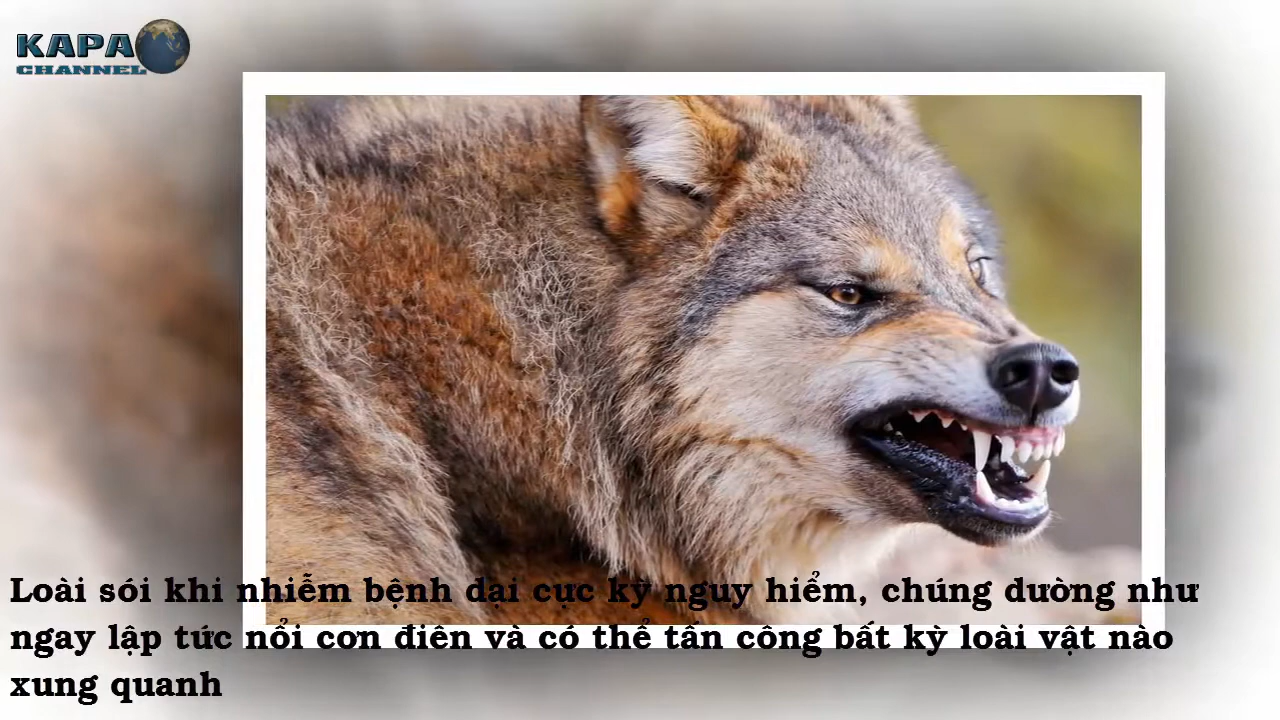 KAPA
CHANNEL
Loài sói khi nhiễm bệnh dại cực kỳ nguy hiểm, chúng dường như
ngay lập tức nổi cơn điên và có thể tấn công bất kỳ loài vật nào
xung quanh